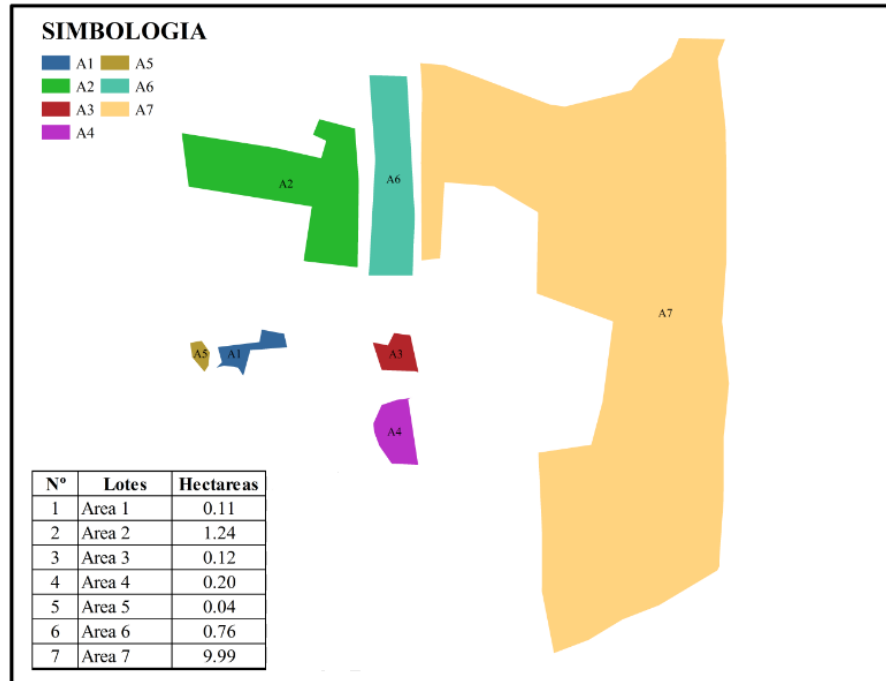 SIMBOLOGIA
A1 A5
A2 A6
A3 A7
A4
A2
A6
A7
A5
A1
A3
A4
Nº Lotes Hectareas
1 Area 1 0.11
2 Area 2 1.24
3 Area 3 0.12
4 Area 4 0.20
5 Area 5 0.04
6 Area 6 0.76
7 Area 7 9.99